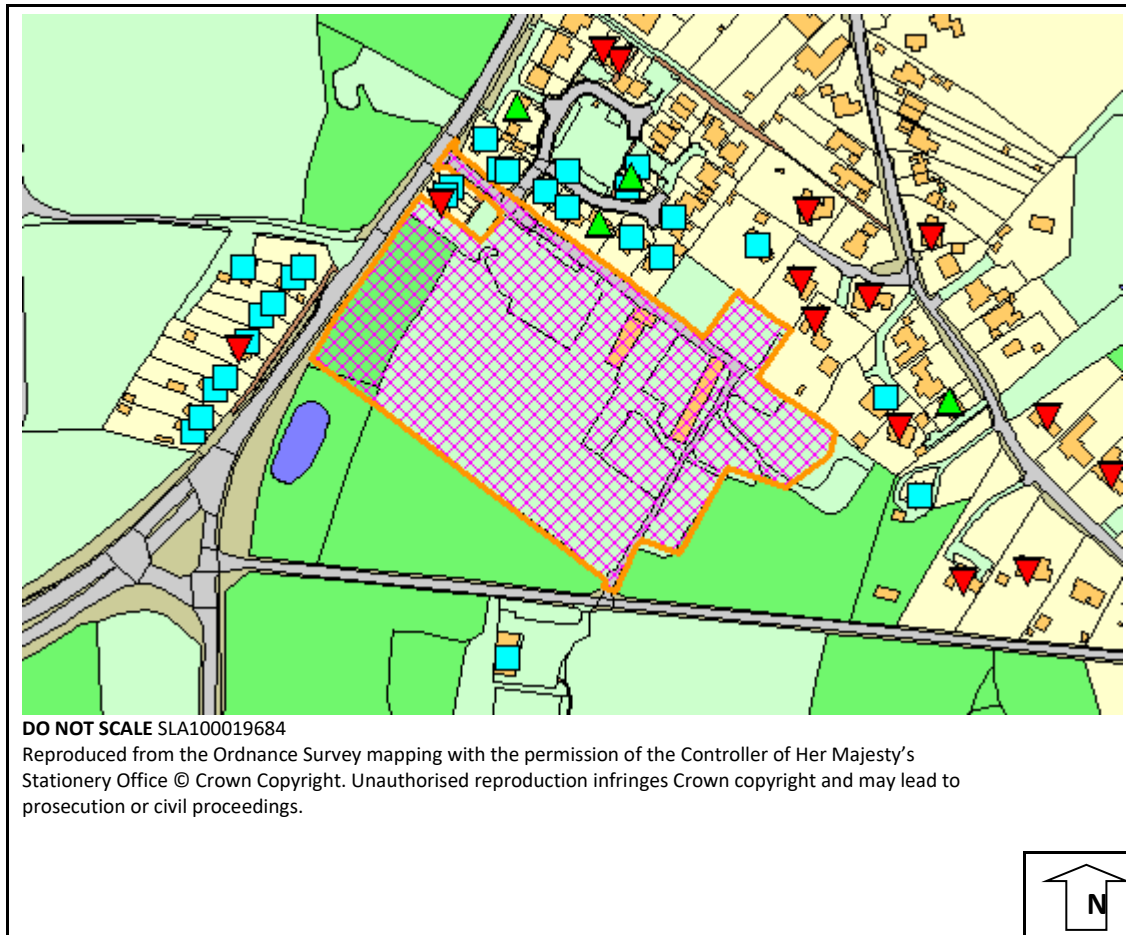 DO NOT SCALE SLA100019684
Reproduced from the Ordnance Survey mapping with the permission of the Controller of Her Majesty’s
Stationery Office © Crown Copyright. Unauthorised reproduction infringes Crown copyright and may lead to
prosecution or civil proceedings.
N